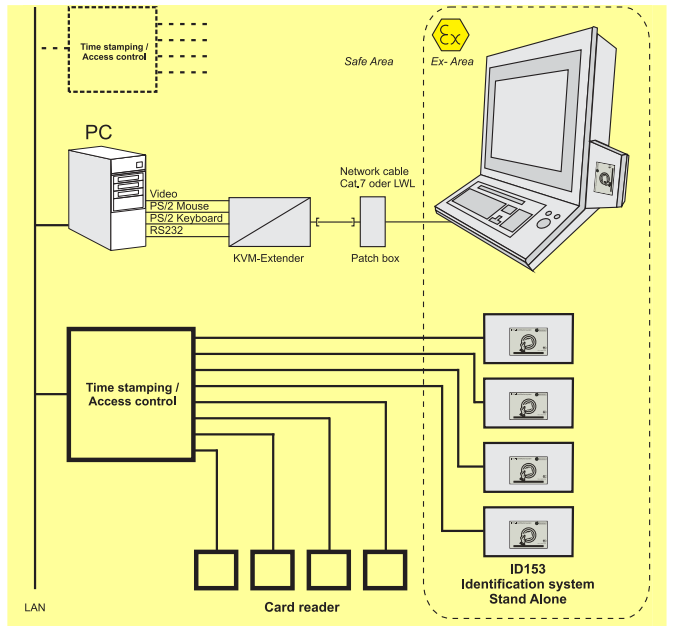 Time stamping /
Access control
Safe Area
Ex- Area
PC
Network cable
Cat.7 oder LWL
Video
PS/2 Mouse
PS/2 Keyboard
RS232
KVM-Extender
Patch box
Time stamping /
Access control
ID153
Identification system
Stand Alone
LAN
Card reader